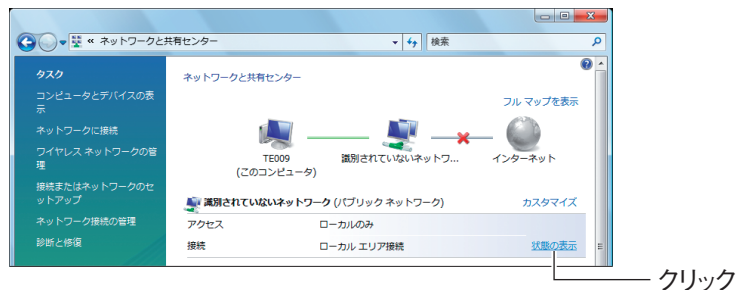 « ネットワークと共有センター
検索
タスク
コンピュータとデバイスの表
示
ネットワークに接続
ワイヤレス ネットワークの管
理
接続またはネットワークのセ
ットアップ
ネットワーク接続の管理
診断と修復
ネットワークと共有センター
フル マップを表示
TE009
(このコンピュータ)
識別されていないネットワ...
インターネット
識別されていないネットワーク (パブリック ネットワーク)
カスタマイズ
アクセス
ローカルのみ
接続
ローカル エリア接続
状態の表示
クリック